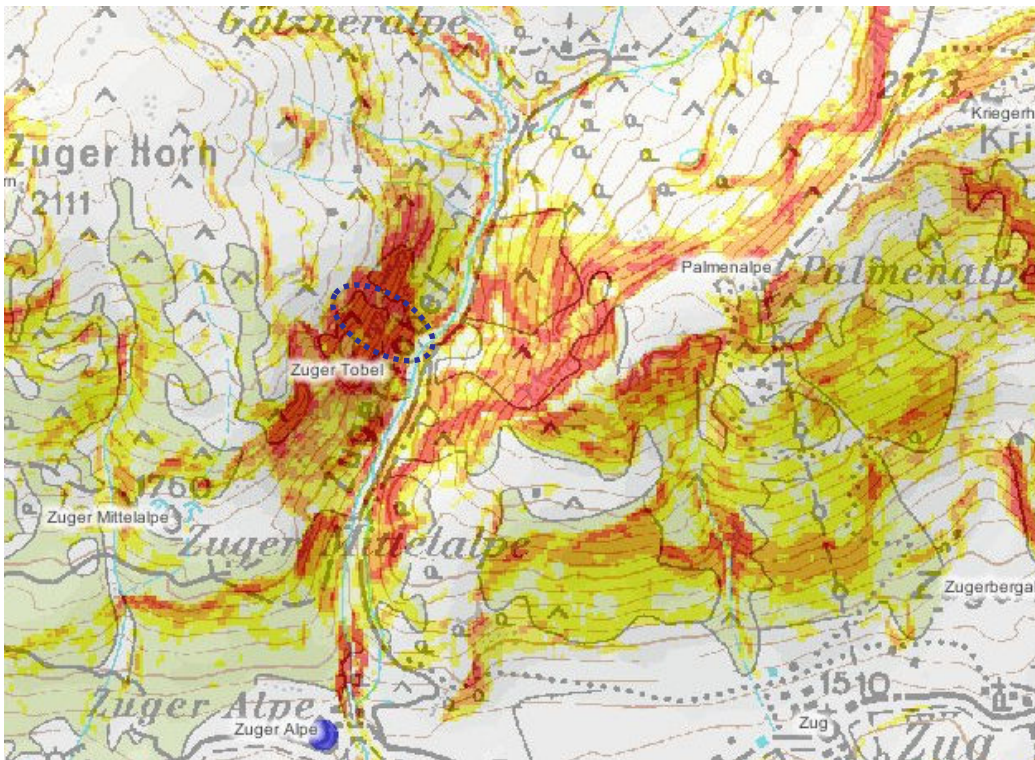 Götzneralpe
2173
Kriegerh
Kri
Zuger Horn
2111
Palmenalpe
Palmenalp
Zuger Tobel
1760
Zuger Mittelalpe
Zuger Mittelalpe
Zugerbergal
Zuger Alpe
1510
Zuger Alpe
Zug
Zug